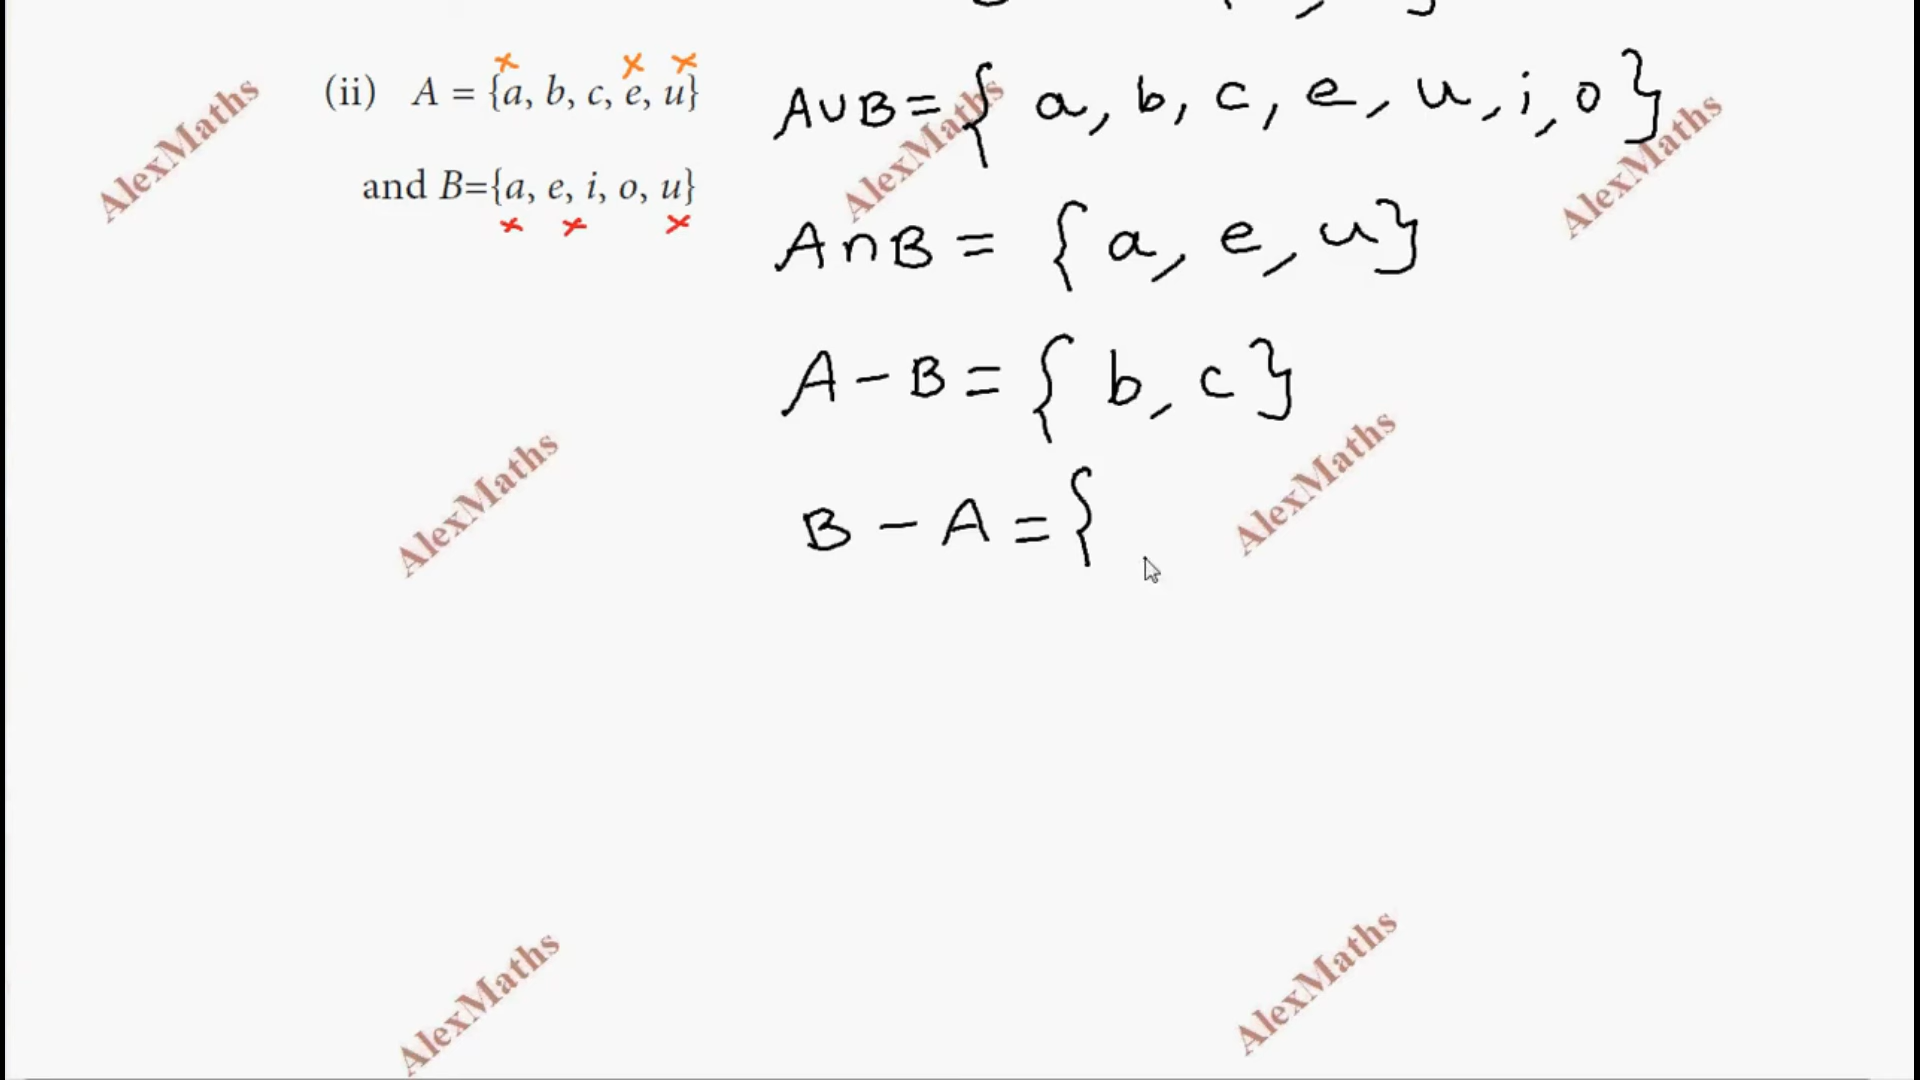 (ii) A = {a, b, c, e, u}
and B={a, e, i, o, u}
A∪B = { a, b, c, e, u, i, o }
A∩B = { a, e, u }
A - B = { b, c }
B - A = {
AlexMaths
AlexMaths
AlexMaths
AlexMaths
AlexMaths
AlexMaths
AlexMaths